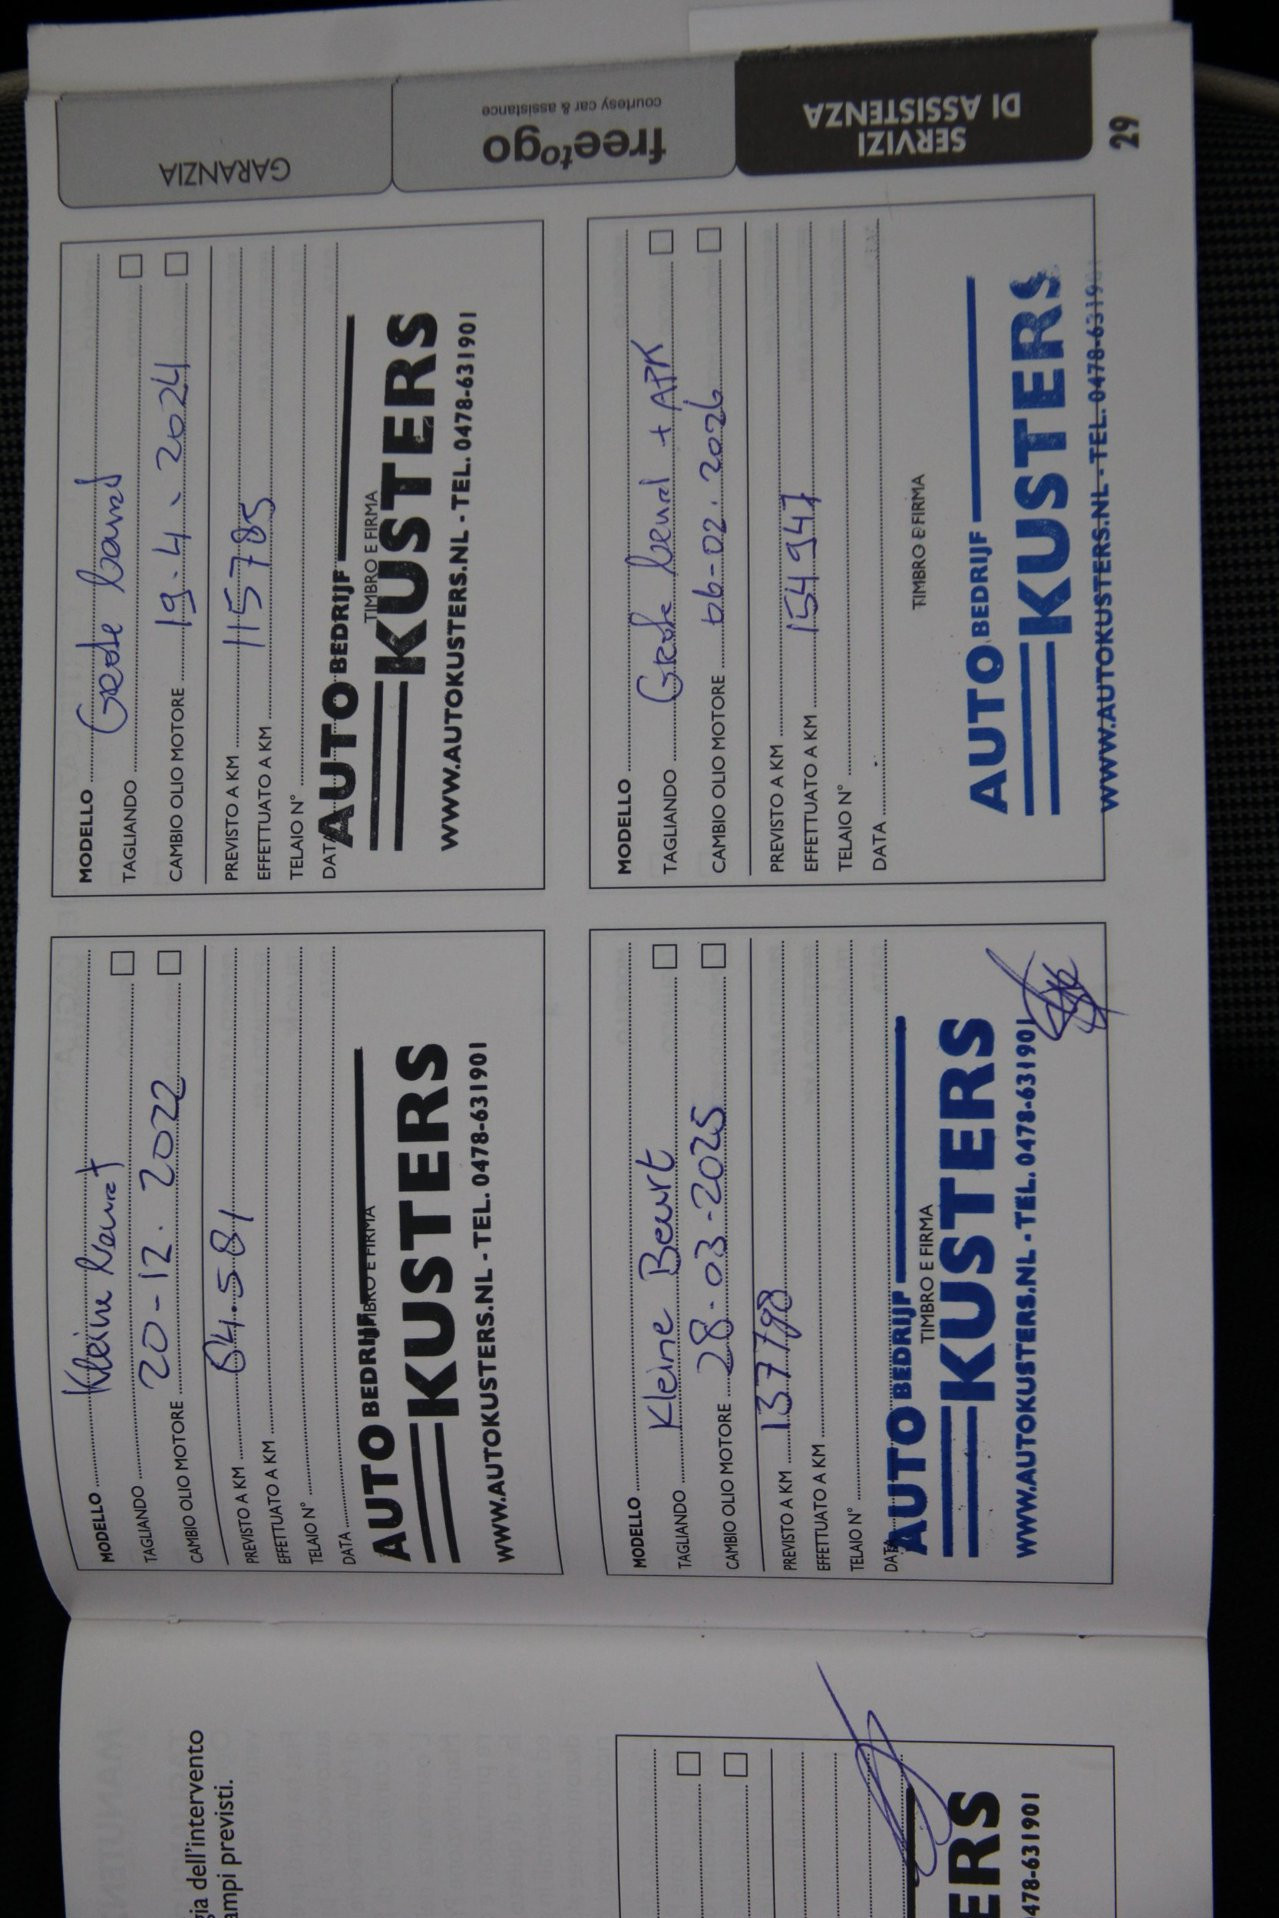 MODELLO
Kleine beurt
TAGLIANDO
20-12.2022
CAMBIO OLIO MOTORE
64.581
PREVISTO A KM
EFFETTUATO A KM
TELAIO N°
DATA
TIMBRO E FIRMA
AUTO BEDRIJF
KUSTERS
WWW.AUTOKUSTERS.NL - TEL. 0478-631901
MODELLO
Grote beurt
TAGLIANDO
19.4.2024
CAMBIO OLIO MOTORE
PREVISTO A KM
115785
EFFETTUATO A KM
TELAIO N°
DATA
TIMBRO E FIRMA
AUTO BEDRIJF
KUSTERS
WWW.AUTOKUSTERS.NL - TEL. 0478-631901
MODELLO
Kleine Beurt
TAGLIANDO
28-03-2025
CAMBIO OLIO MOTORE
137798
PREVISTO A KM
EFFETTUATO A KM
TELAIO N°
DATA
TIMBRO E FIRMA
AUTO BEDRIJF
KUSTERS
WWW.AUTOKUSTERS.NL - TEL. 0478-631901
MODELLO
Grote beurt + APK
TAGLIANDO
06-02.2026
CAMBIO OLIO MOTORE
PREVISTO A KM
154947
EFFETTUATO A KM
TELAIO N°
DATA
TIMBRO E FIRMA
AUTO BEDRIJF
KUSTERS
WWW.AUTOKUSTERS.NL - TEL. 0478-631901
GARANZIA
freetogo
courtesy car & assistance
SERVIZI
DI ASSISTENZA
29
gia dell'intervento
ampi previsti.
ERS
478-631901